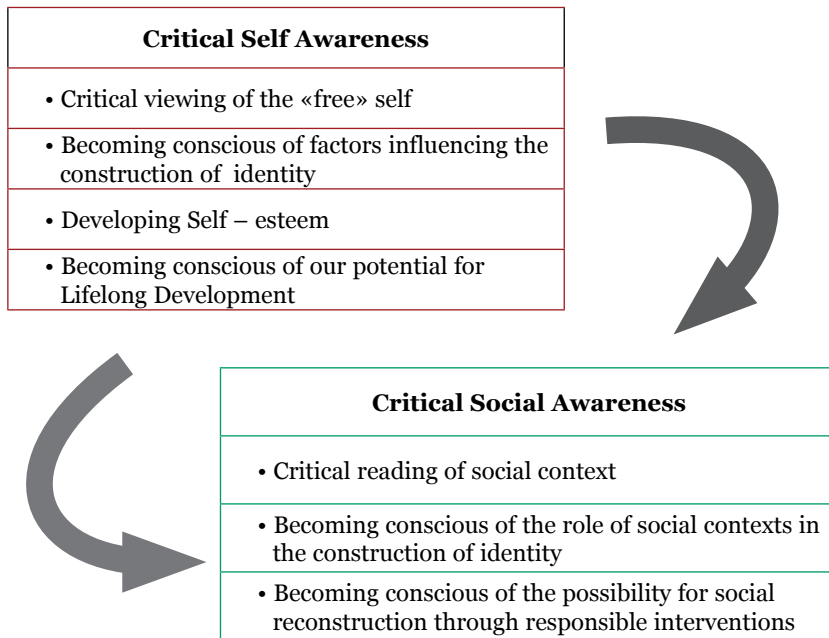 Critical Self Awareness
• Critical viewing of the «free» self
• Becoming conscious of factors influencing the
construction of identity
• Developing Self – esteem
• Becoming conscious of our potential for
Lifelong Development
Critical Social Awareness
• Critical reading of social context
• Becoming conscious of the role of social contexts in
the construction of identity
• Becoming conscious of the possibility for social
reconstruction through responsible interventions